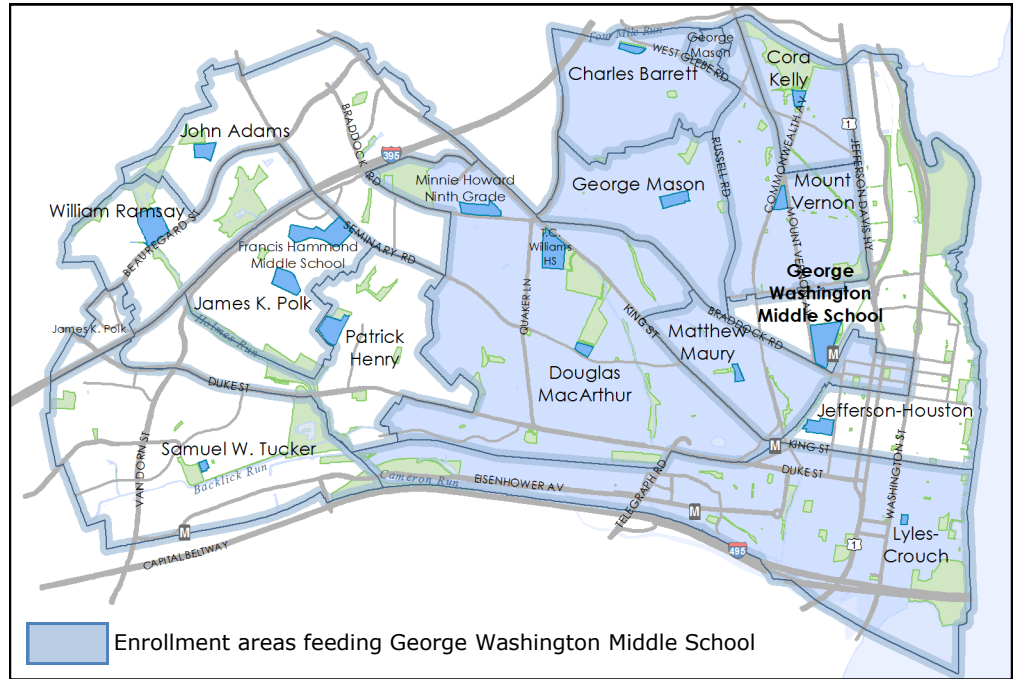 Four Mile Run
George
Mason
WEST GLEBE RD
Cora
Kelly
Charles Barrett
COMMONWEALTH AV
1
JEFFERSON DAVIS HY
John Adams
BRADDOCK RD
395
RUSSELL RD
Minnie Howard
Ninth Grade
George Mason
Mount
Vernon
William Ramsay
BEAUREGARD ST
SEMINARY RD
Francis Hammond
Middle School
T.C.
Williams
HS
MOUNT VERNON AV
George
Washington
Middle School
James K. Polk
QUAKER LN
KING ST
BRADDOCK RD
M
James K. Polk
Holmes Run
Patrick
Henry
Matthew
Maury
Douglas
MacArthur
DUKE ST
Jefferson-Houston
M
KING ST
VAN DORN ST
Samuel W. Tucker
Backlick Run
Cameron Run
EISENHOWER AV
TELEGRAPH RD
DUKE ST
WASHINGTON ST
M
M
CAPITAL BELTWAY
495
1
Lyles-
Crouch
Enrollment areas feeding George Washington Middle School